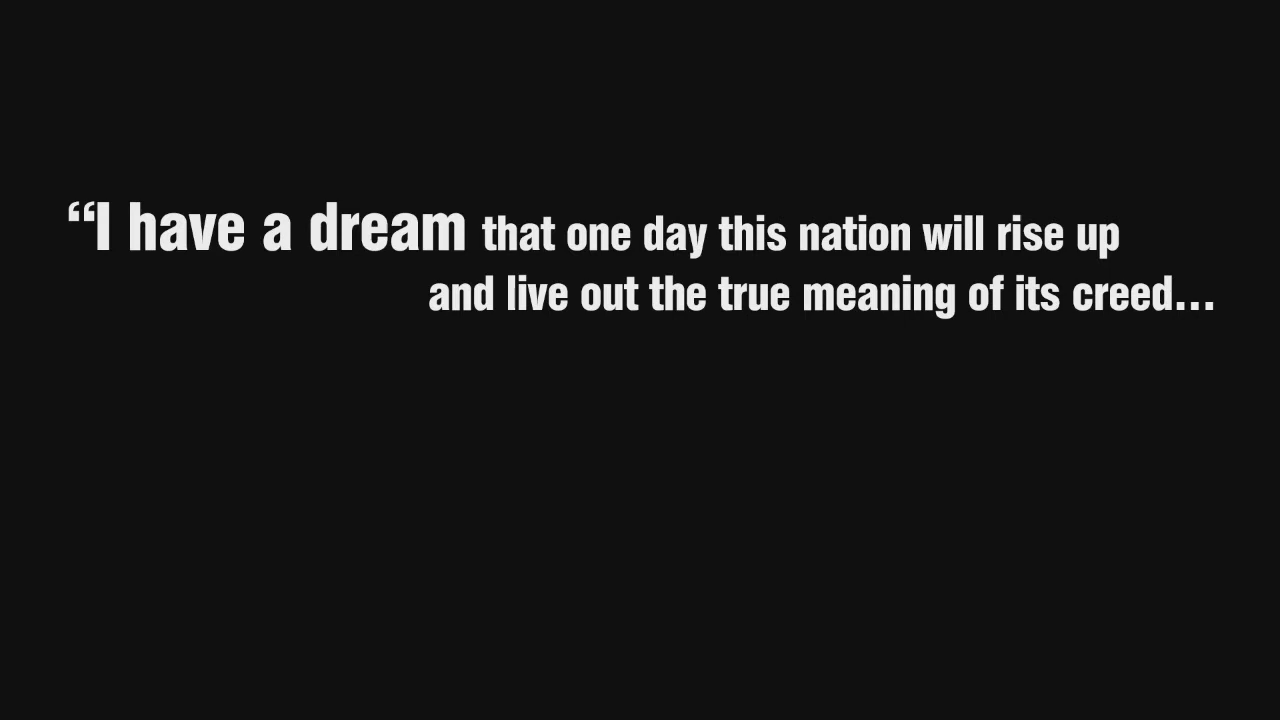 “I have a dream that one day this nation will rise up
and live out the true meaning of its creed...